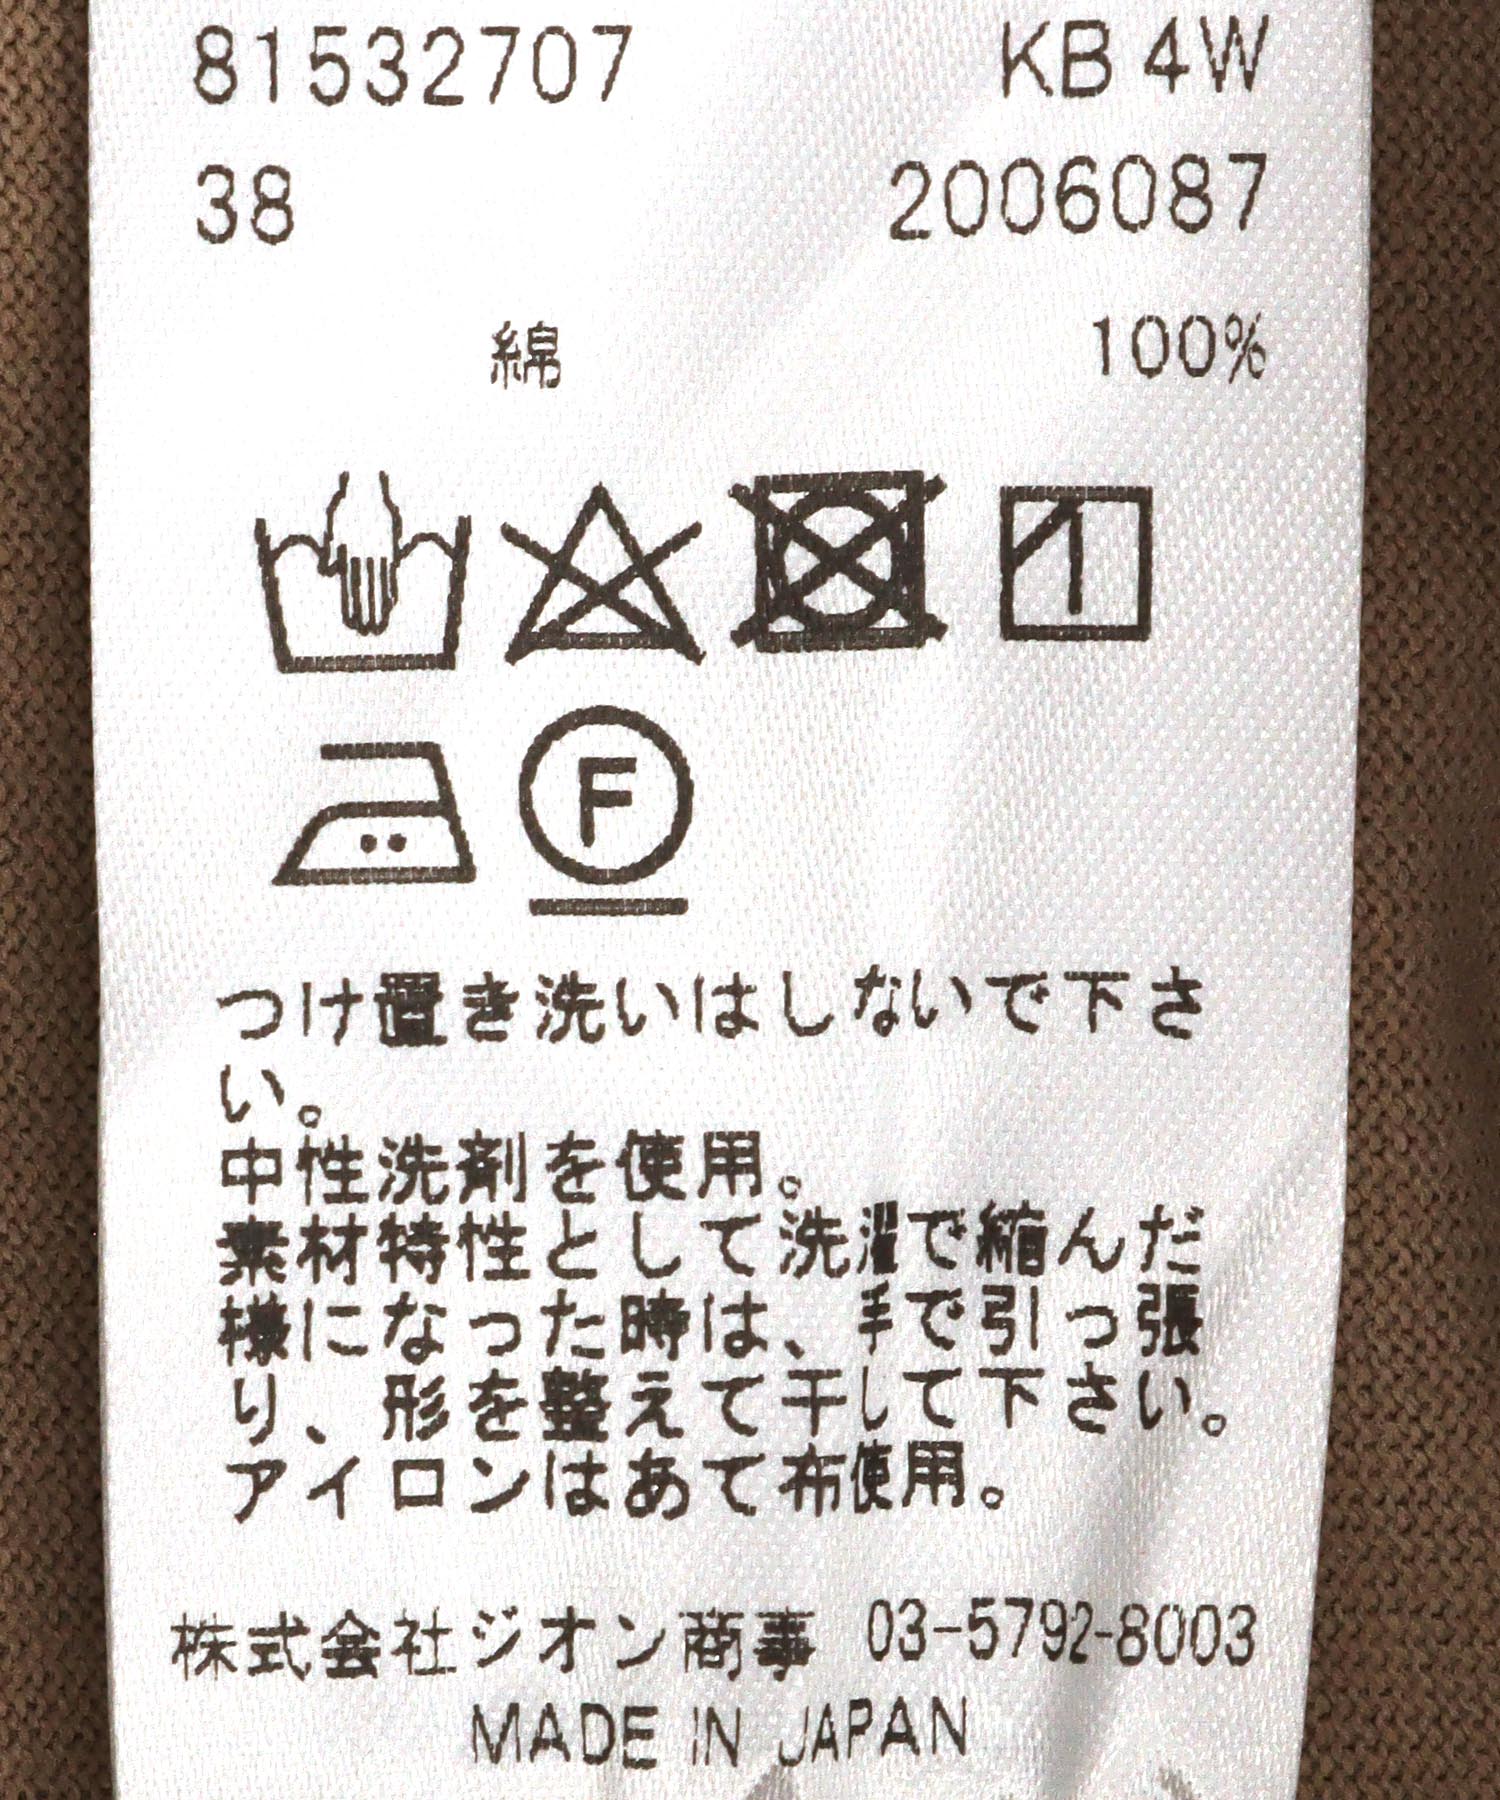 81532707 KB 4W
38 2006087
綿 100%
F
つけ置き洗いはしないで下さ
い。
中性洗剤を使用。
素材特性として洗濯で縮んだ
様になった時は、手で引っ張
り、形を整えて干して下さい。
アイロンはあて布使用。
株式会社ジオン商事 03-5792-8003
MADE IN JAPAN